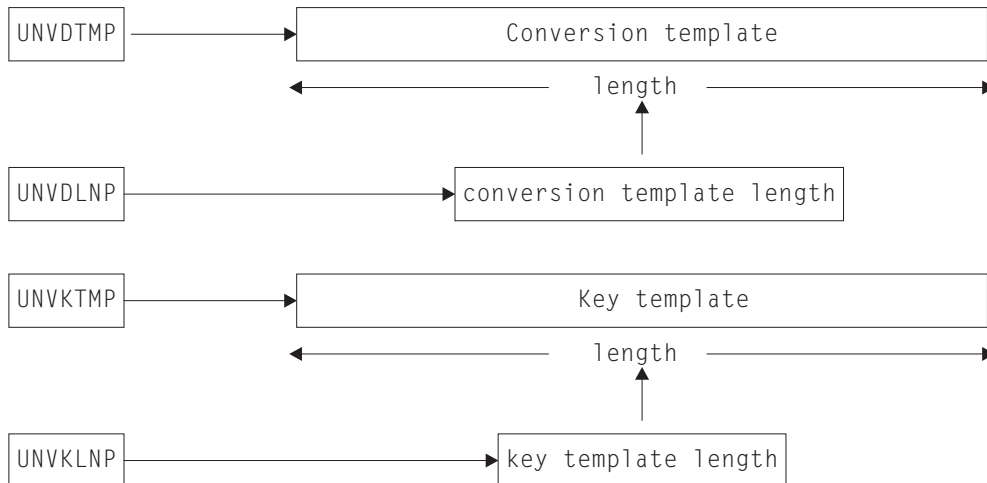 UNVDTMP
Conversion template
length
UNVDLNP
conversion template length
UNVKTMP
Key template
length
UNVKLNP
key template length